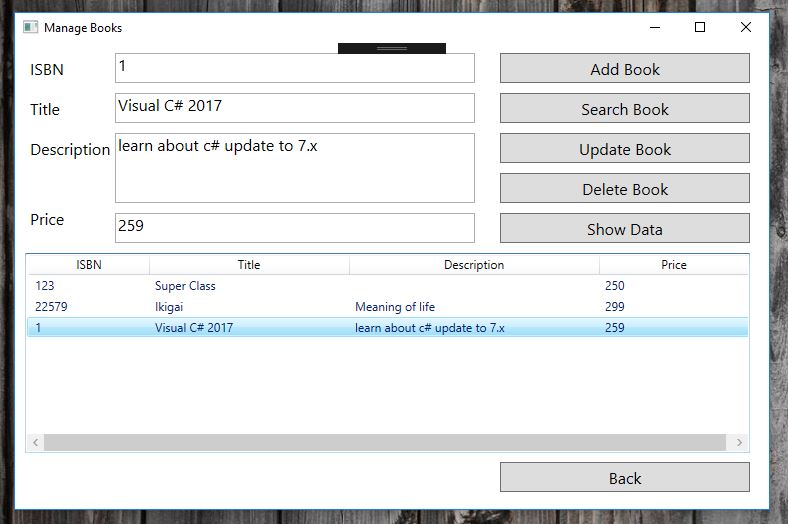 Manage Books
ISBN 1 Add Book
Title Visual C# 2017 Search Book
Description learn about c# update to 7.x Update Book
Delete Book
Price 259 Show Data
ISBN Title Description Price
123 Super Class 250
22579 Ikigai Meaning of life 299
1 Visual C# 2017 learn about c# update to 7.x 259
Back